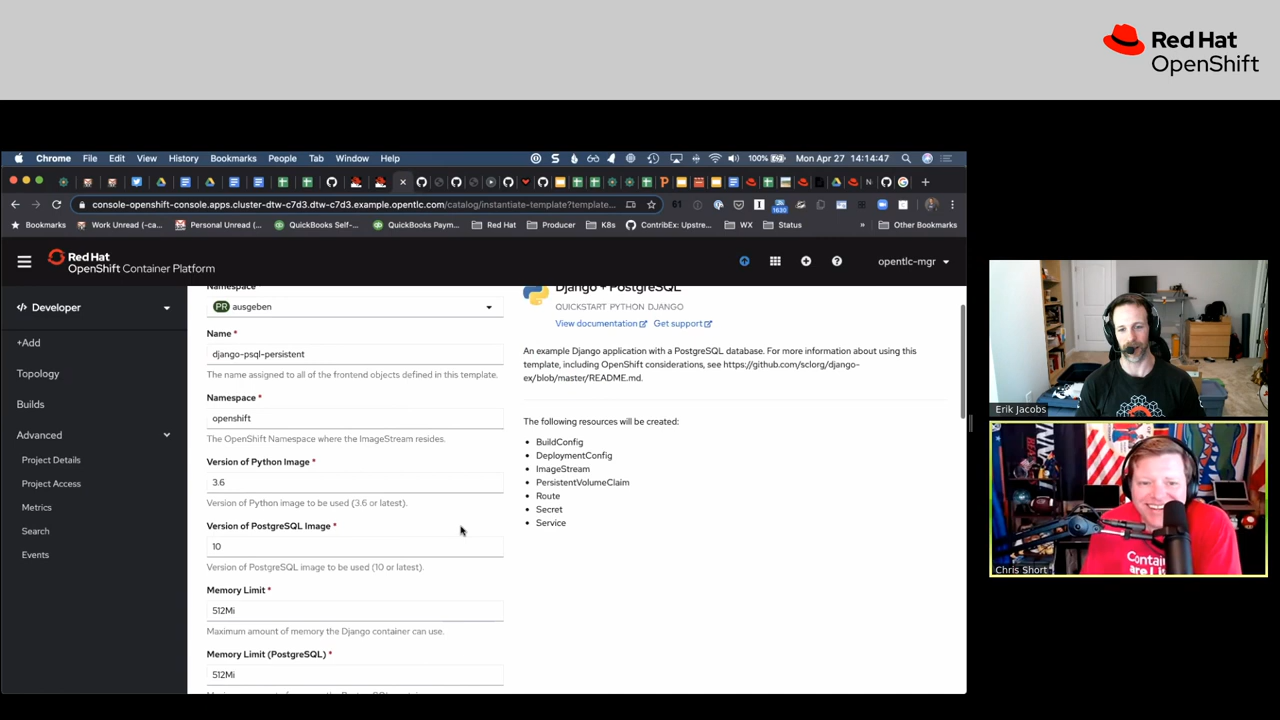 Red Hat
OpenShift
Chrome File Edit View History Bookmarks People Tab Window Help
100% Mon Apr 27 14:14:47
console-openshift-console.apps.cluster-dtw-c7d3.dtw-c7d3.example.opentlc.com/catalog/instantiate-template?template...
61
1630
Bookmarks Work Unread (-ca... Personal Unread (... QuickBooks Self-... QuickBooks Paym... Red Hat Producer K8s ContribEx: Upstre... WX Status » Other Bookmarks
Red Hat
OpenShift Container Platform
opentlc-mgr
Developer
+Add
Topology
Builds
Advanced
Project Details
Project Access
Metrics
Search
Events
Namespace *
PR ausgeben
Name *
django-psql-persistent
The name assigned to all of the frontend objects defined in this template.
Namespace *
openshift
The OpenShift Namespace where the ImageStream resides.
Version of Python Image *
3.6
Version of Python image to be used (3.6 or latest).
Version of PostgreSQL Image *
10
Version of PostgreSQL image to be used (10 or latest).
Memory Limit *
512Mi
Maximum amount of memory the Django container can use.
Memory Limit (PostgreSQL) *
512Mi
Django + PostgreSQL
QUICKSTART PYTHON DJANGO
View documentation Get support
An example Django application with a PostgreSQL database. For more information about using this
template, including OpenShift considerations, see https://github.com/sclorg/django-
ex/blob/master/README.md.
The following resources will be created:
BuildConfig
DeploymentConfig
ImageStream
PersistentVolumeClaim
Route
Secret
Service
Erik Jacobs
Chris Short